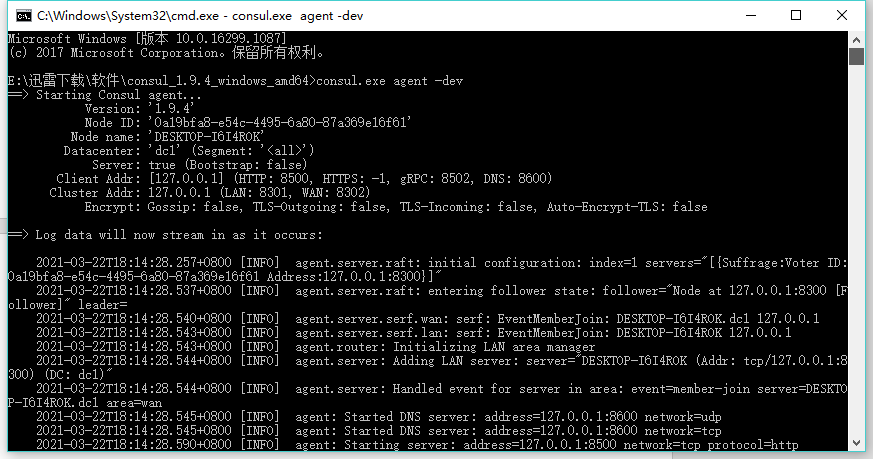 C:\Windows\System32\cmd.exe - consul.exe  agent -dev
Microsoft Windows [版本 10.0.16299.1087]
(c) 2017 Microsoft Corporation。保留所有权利。
E:\迅雷下载\软件\consul_1.9.4_windows_amd64>consul.exe agent -dev
==> Starting Consul agent...
Version: '1.9.4'
Node ID: '0a19bfa8-e54c-4495-6a80-87a369e16f61'
Node name: 'DESKTOP-I6I4ROK'
Datacenter: 'dc1' (Segment: '<all>')
Server: true (Bootstrap: false)
Client Addr: [127.0.0.1] (HTTP: 8500, HTTPS: -1, gRPC: 8502, DNS: 8600)
Cluster Addr: 127.0.0.1 (LAN: 8301, WAN: 8302)
Encrypt: Gossip: false, TLS-Outgoing: false, TLS-Incoming: false, Auto-Encrypt-TLS: false
==> Log data will now stream in as it occurs:
2021-03-22T18:14:28.257+0800 [INFO]  agent.server.raft: initial configuration: index=1 servers="[{Suffrage:Voter ID:
0a19bfa8-e54c-4495-6a80-87a369e16f61 Address:127.0.0.1:8300}]"
2021-03-22T18:14:28.537+0800 [INFO]  agent.server.raft: entering follower state: follower="Node at 127.0.0.1:8300 [F
ollower]" leader=
2021-03-22T18:14:28.540+0800 [INFO]  agent.server.serf.wan: serf: EventMemberJoin: DESKTOP-I6I4ROK.dc1 127.0.0.1
2021-03-22T18:14:28.543+0800 [INFO]  agent.server.serf.lan: serf: EventMemberJoin: DESKTOP-I6I4ROK 127.0.0.1
2021-03-22T18:14:28.543+0800 [INFO]  agent.router: Initializing LAN area manager
2021-03-22T18:14:28.544+0800 [INFO]  agent.server: Adding LAN server: server="DESKTOP-I6I4ROK (Addr: tcp/127.0.0.1:8
300) (DC: dc1)"
2021-03-22T18:14:28.544+0800 [INFO]  agent.server: Handled event for server in area: event=member-join server=DESKTO
P-I6I4ROK.dc1 area=wan
2021-03-22T18:14:28.545+0800 [INFO]  agent: Started DNS server: address=127.0.0.1:8600 network=udp
2021-03-22T18:14:28.545+0800 [INFO]  agent: Started DNS server: address=127.0.0.1:8600 network=tcp
2021-03-22T18:14:28.590+0800 [INFO]  agent: Starting server: address=127.0.0.1:8500 network=tcp protocol=http